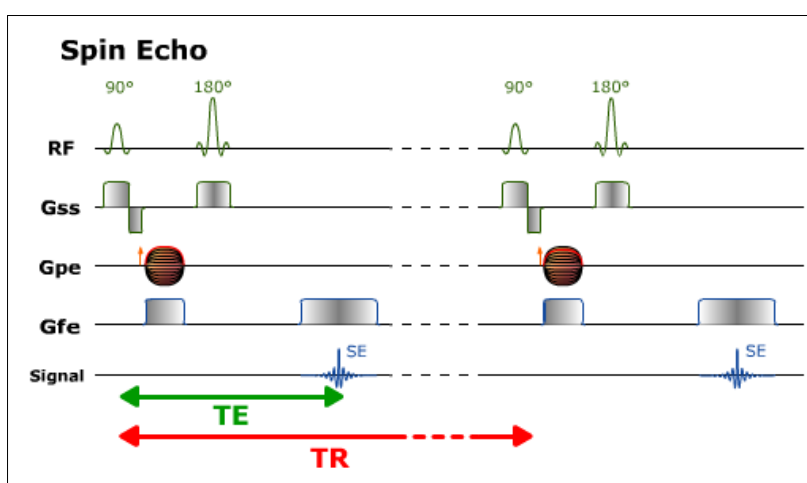 Spin Echo
90° 180° 90° 180°
RF
Gss
Gpe
Gfe
SE SE
Signal
TE
TR